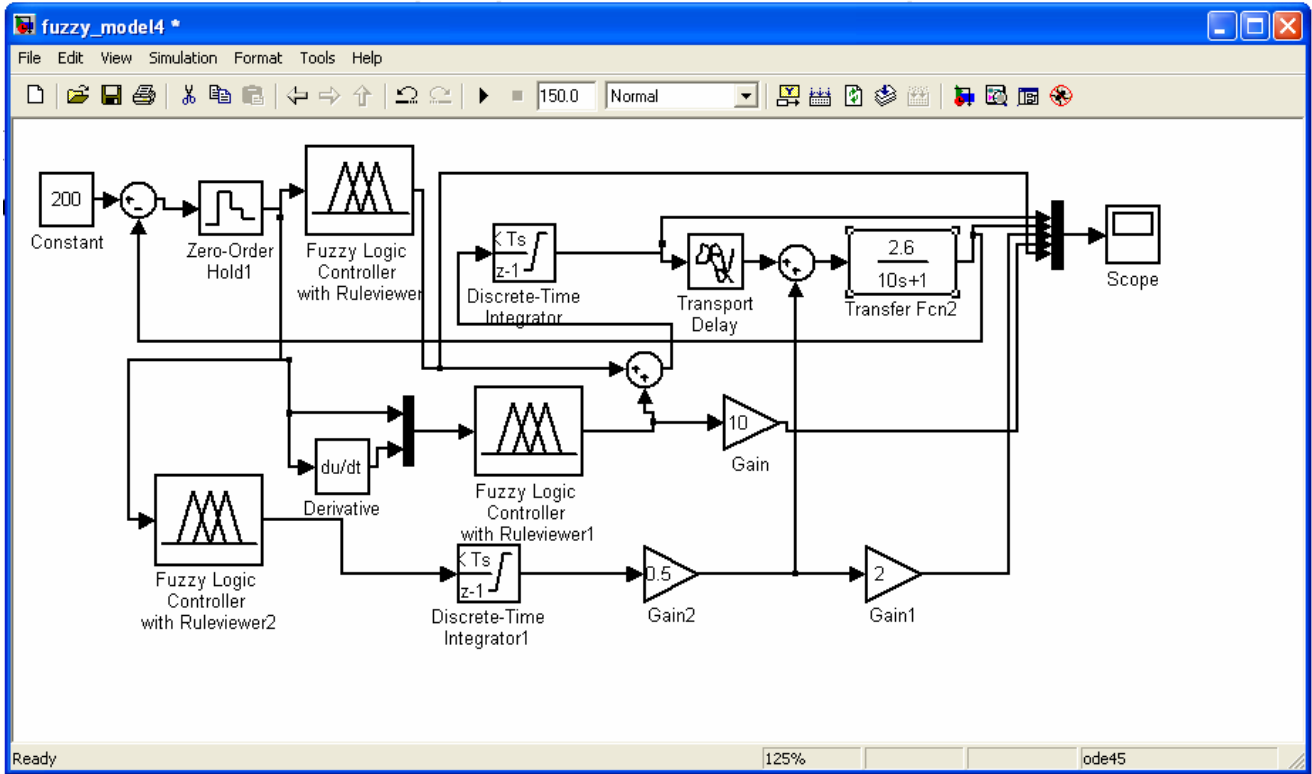 fuzzy_model4 *
File Edit View Simulation Format Tools Help
150.0 Normal
200
Constant
Zero-Order
Hold1
Fuzzy Logic
Controller
with Ruleviewer
K Ts
z-1
Discrete-Time
Integrator
Transport
Delay
2.6
10s+1
Transfer Fcn2
Scope
du/dt
Derivative
Fuzzy Logic
Controller
with Ruleviewer1
10
Gain
Fuzzy Logic
Controller
with Ruleviewer2
K Ts
z-1
Discrete-Time
Integrator1
0.5
Gain2
2
Gain1
Ready 125% ode45